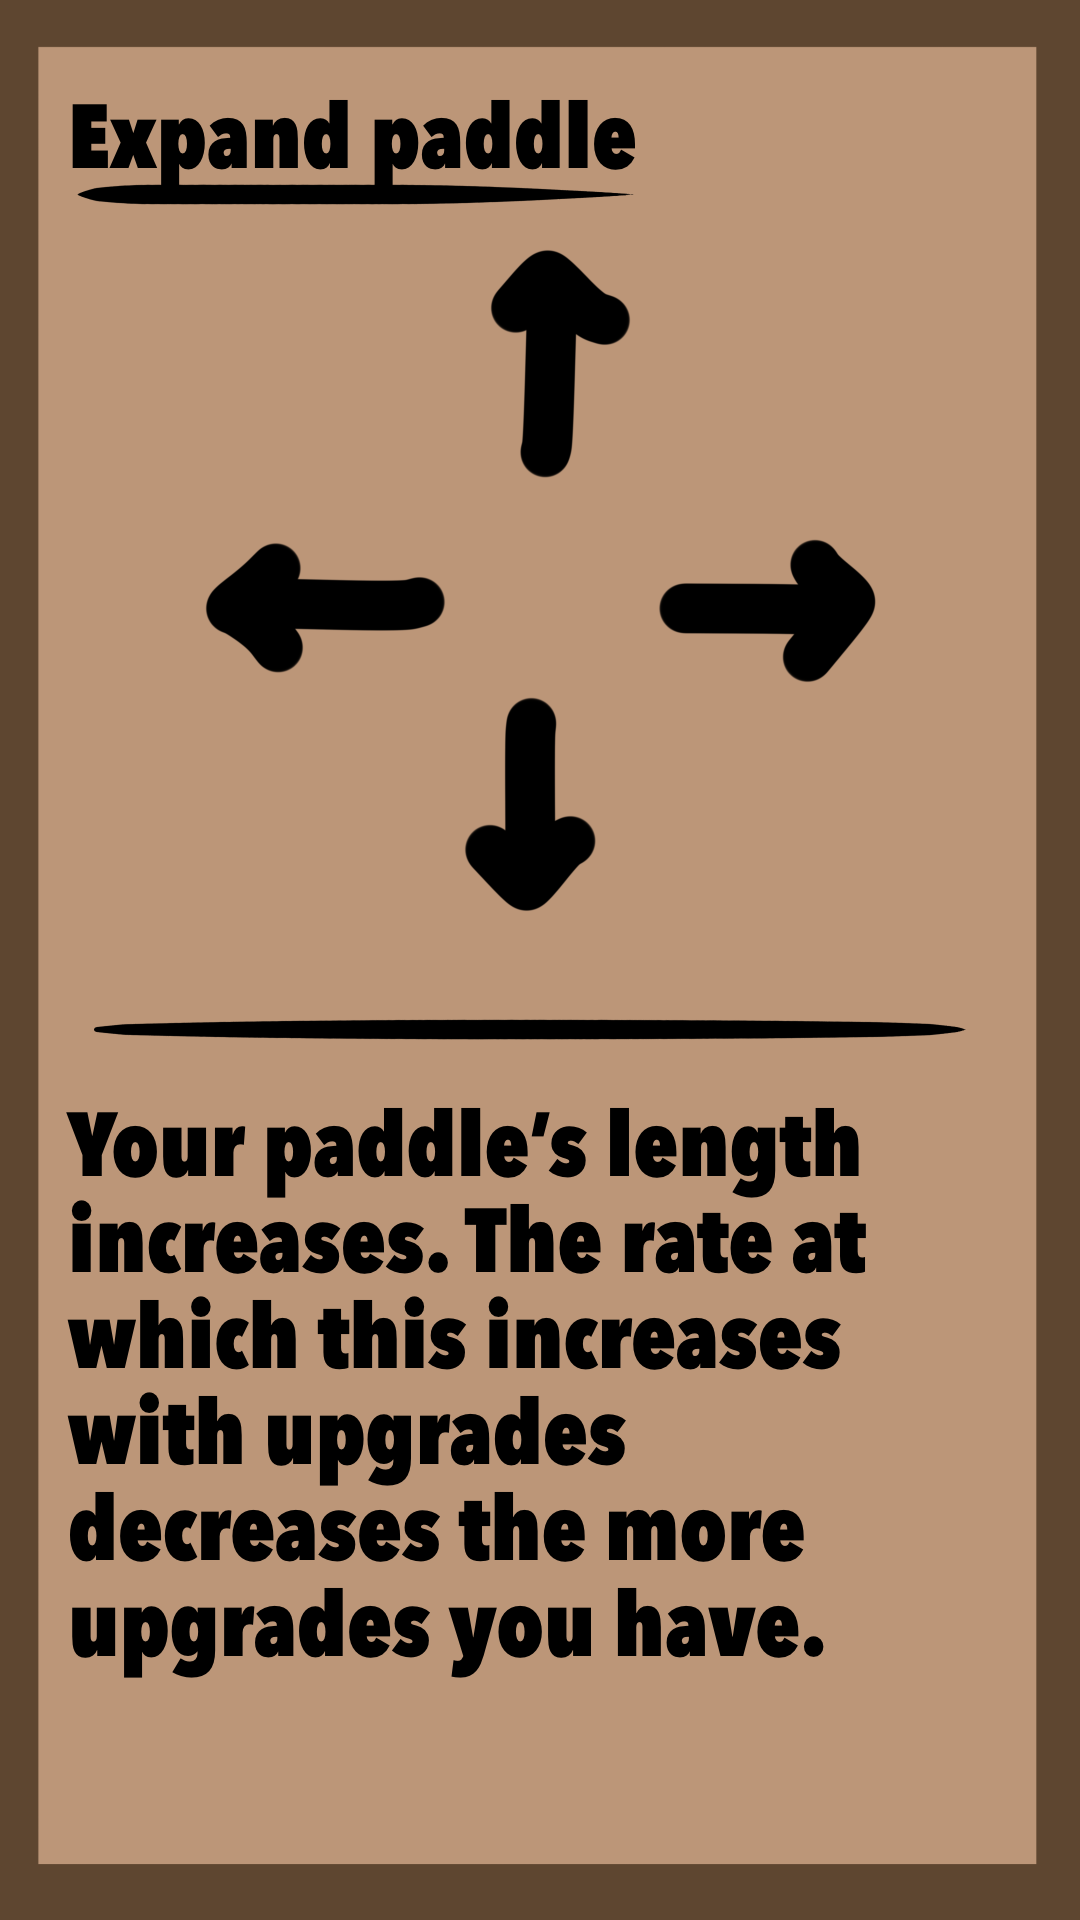 Expand paddle
Your paddle’s length
increases. The rate at
which this increases
with upgrades
decreases the more
upgrades you have.